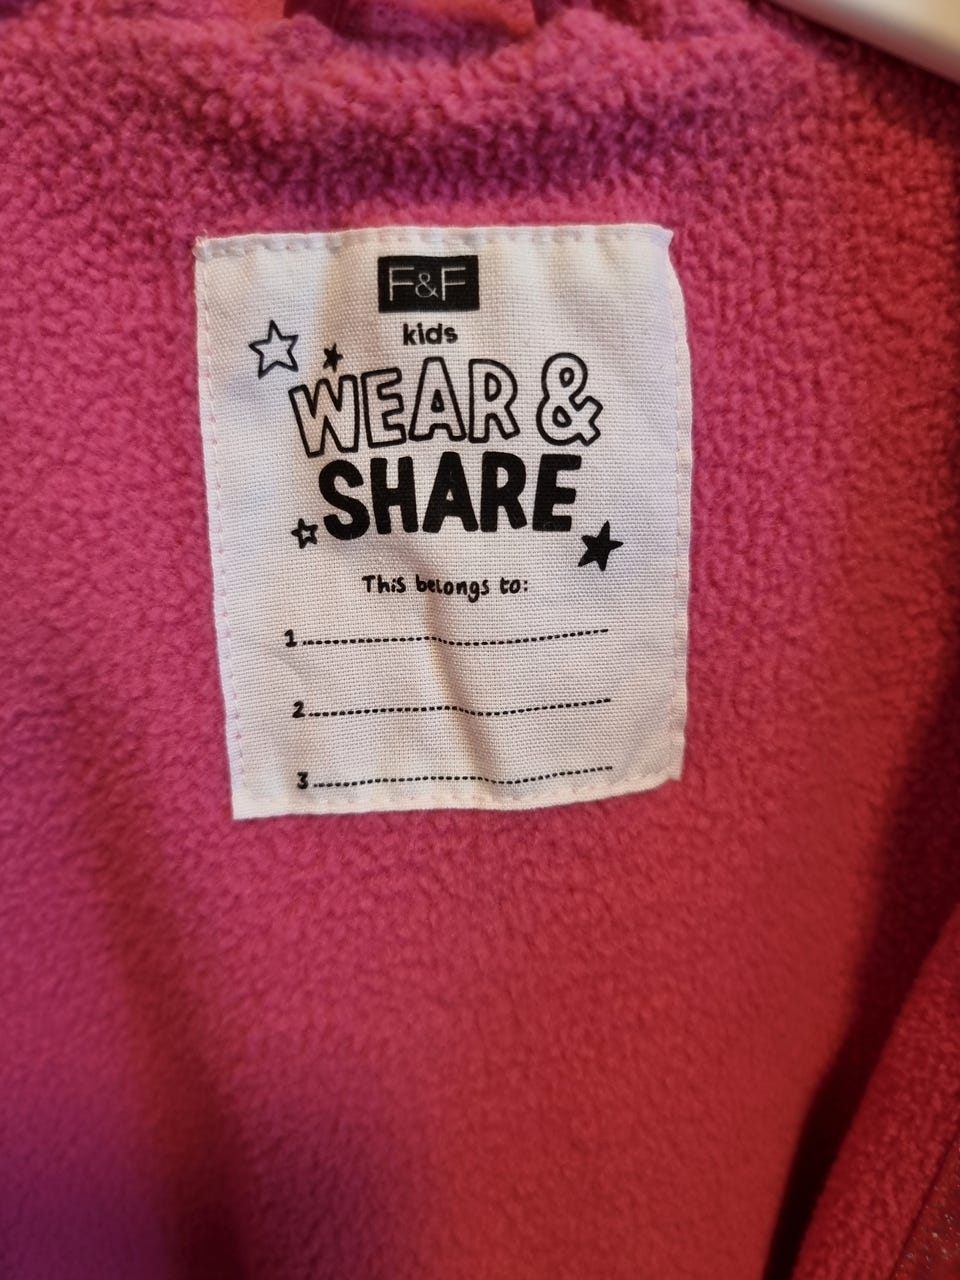 F&F
kids
WEAR &
SHARE
This belongs to:
1
2
3